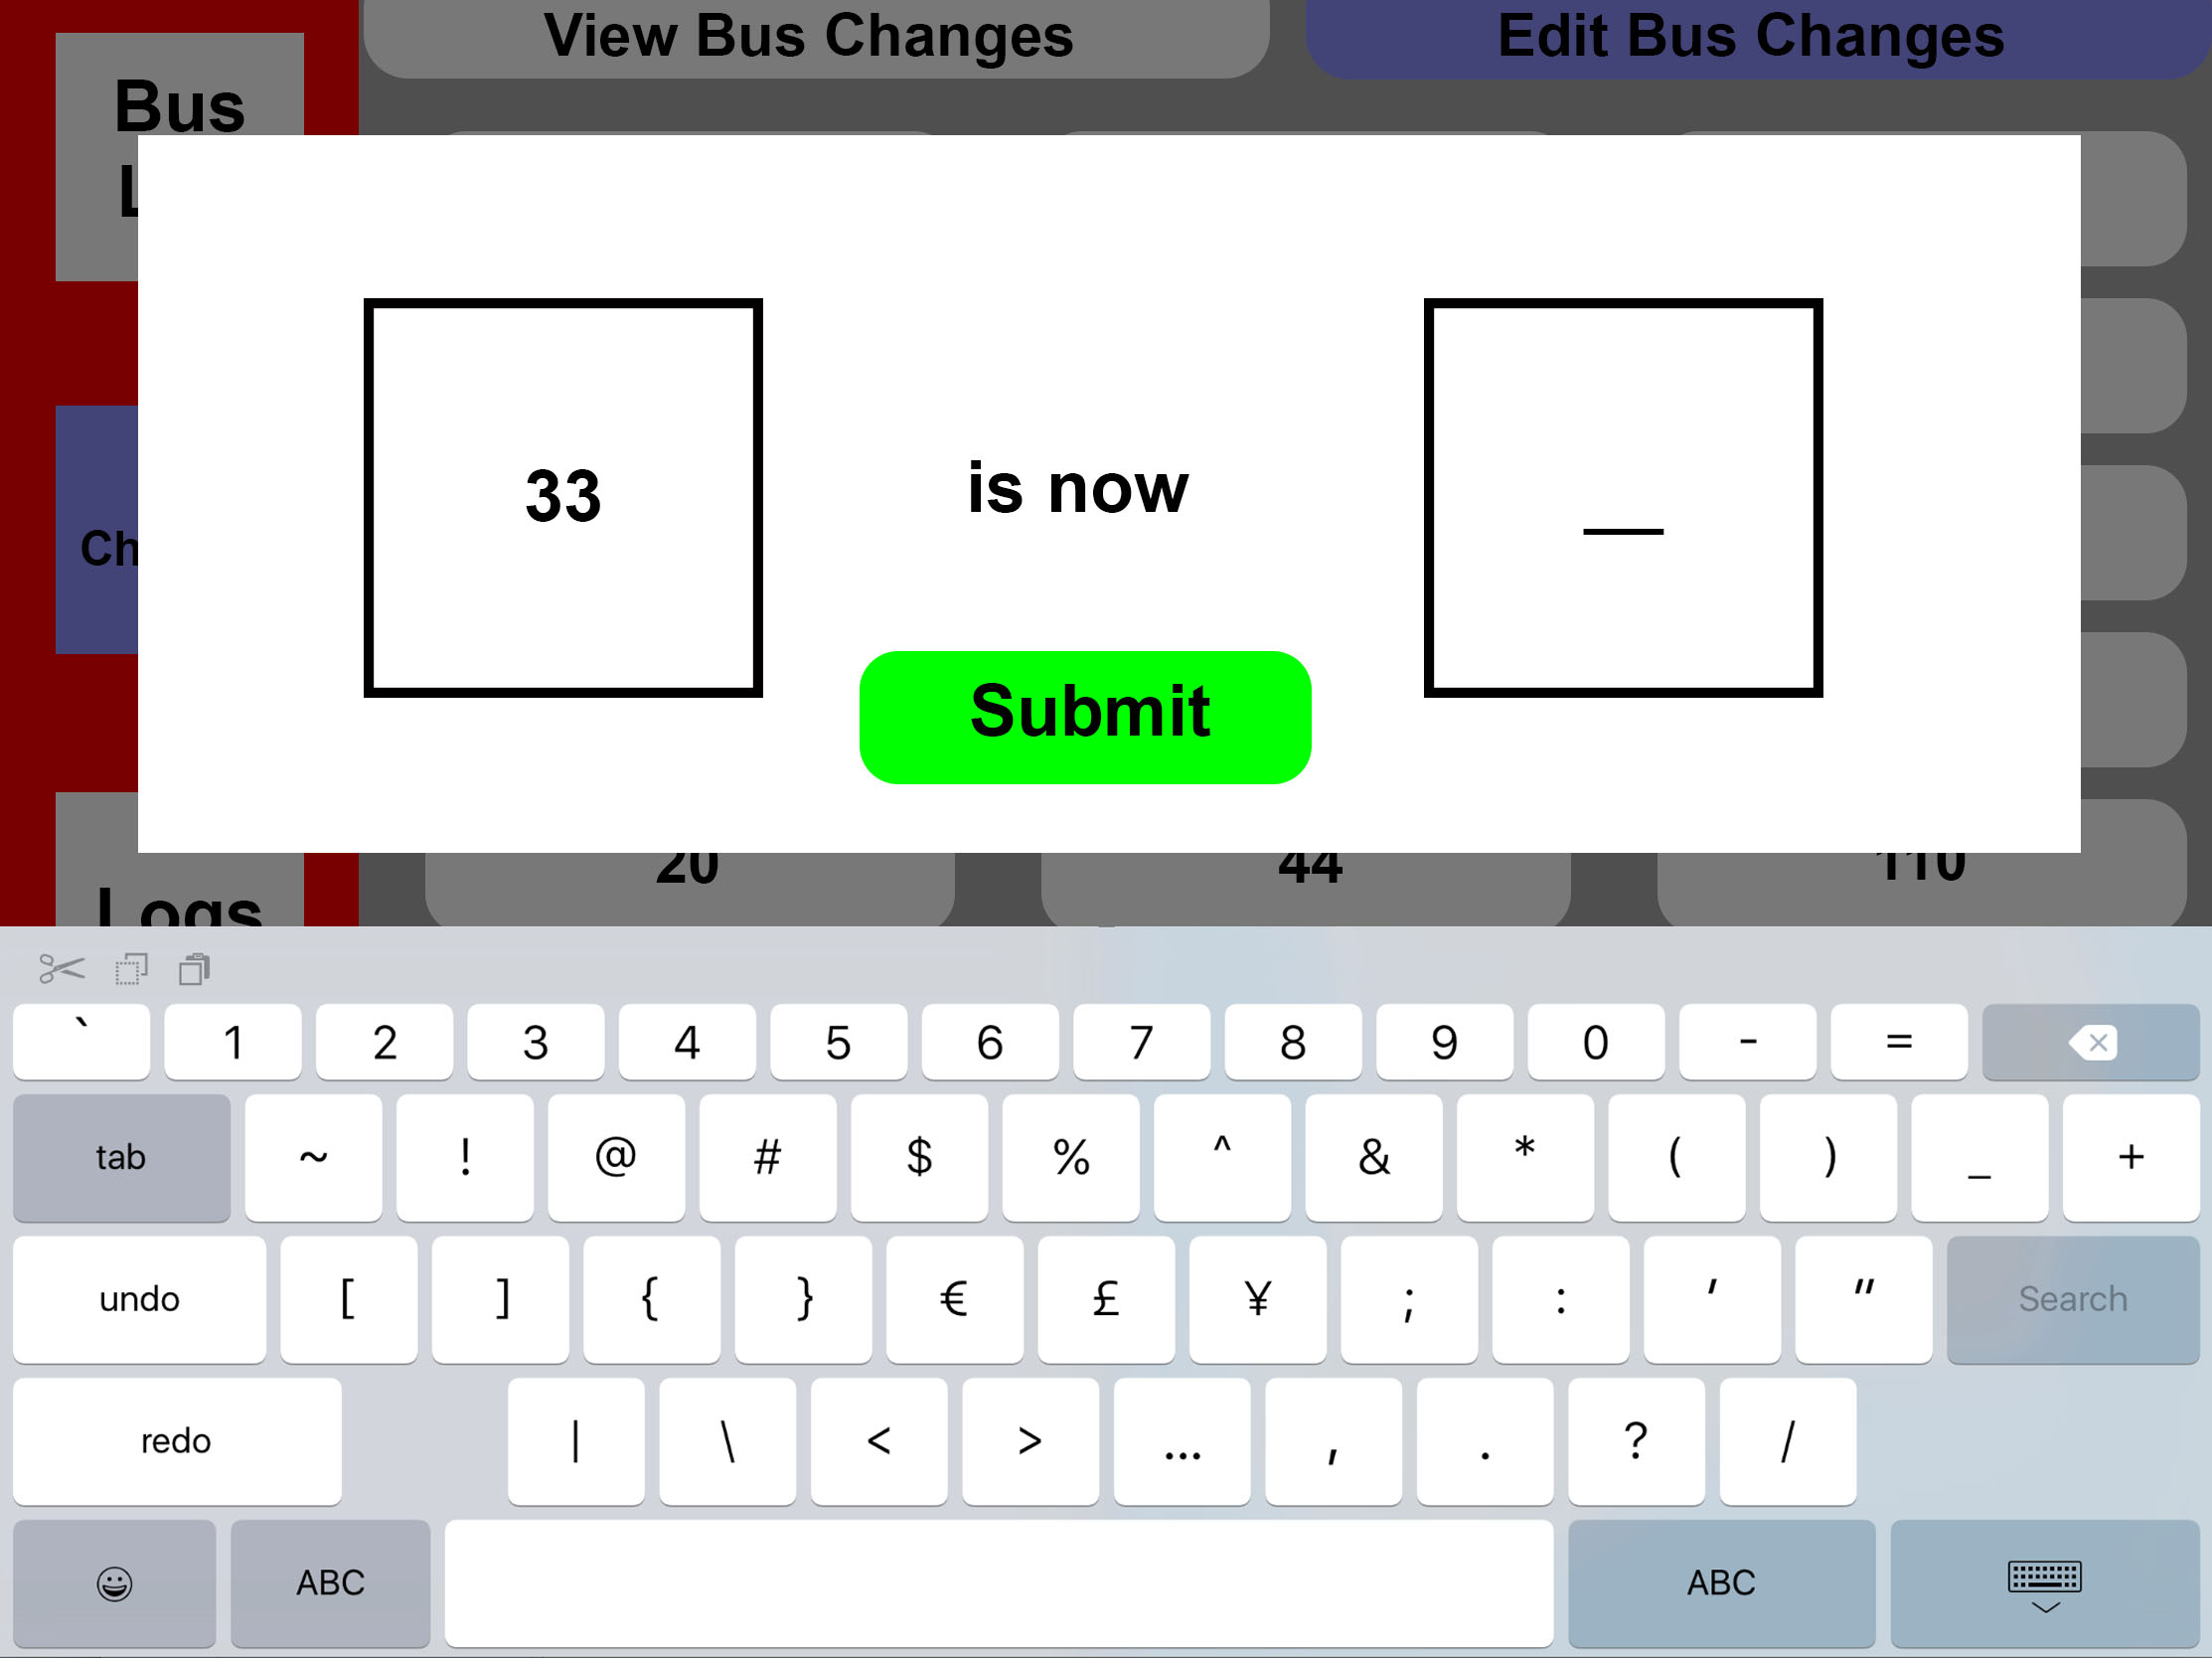 View Bus Changes
Edit Bus Changes
Bus
33
is now
__
Submit
20
44
110
Logs
` 1 2 3 4 5 6 7 8 9 0 - =
tab ~ ! @ # $ % ^ & * ( ) _ +
undo [ ] { } € £ ¥ ; : ' " Search
redo | \ < > … , . ? /
ABC ABC